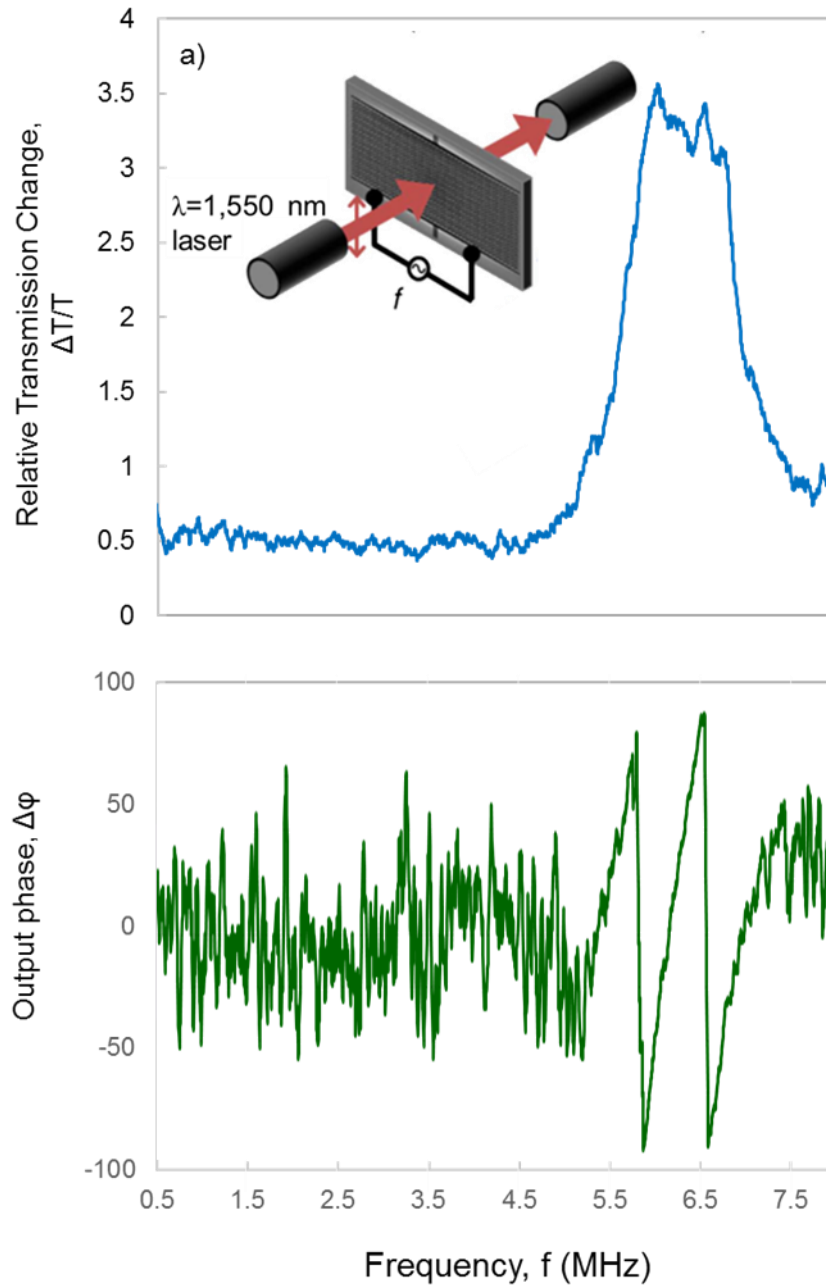 4
a)
3.5
3
λ=1,550 nm
laser
2.5
f
2
1.5
1
0.5
0
Relative Transmission Change,
ΔT/T
100
50
0
-50
-100
Output phase, Δφ
0.5 1.5 2.5 3.5 4.5 5.5 6.5 7.5
Frequency, f (MHz)